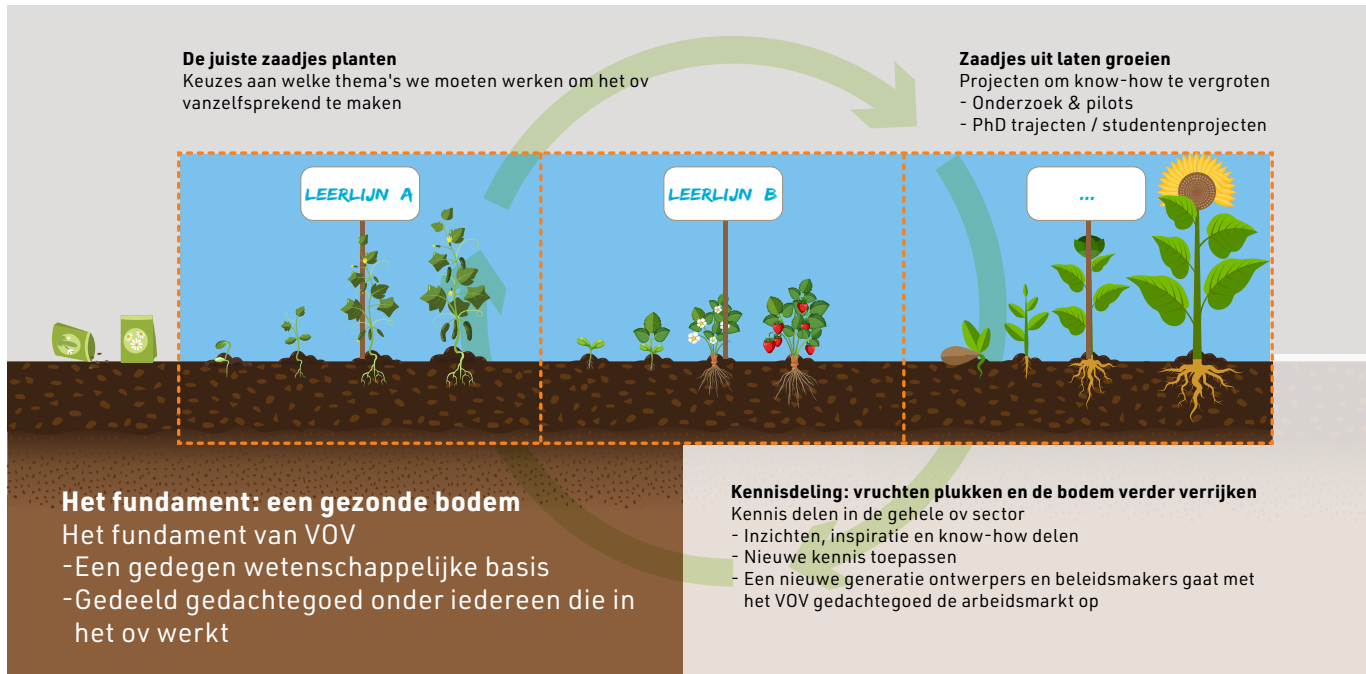 De juiste zaadjes planten
Keuzes aan welke thema's we moeten werken om het ov
vanzelfsprekend te maken
Zaadjes uit laten groeien
Projecten om know-how te vergroten
- Onderzoek & pilots
- PhD trajecten / studentenprojecten
LEERLIJN A
LEERLIJN B
...
Het fundament: een gezonde bodem
Het fundament van VOV
-Een gedegen wetenschappelijke basis
-Gedeeld gedachtegoed onder iedereen die in
het ov werkt
Kennisdeling: vruchten plukken en de bodem verder verrijken
Kennis delen in de gehele ov sector
- Inzichten, inspiratie en know-how delen
- Nieuwe kennis toepassen
- Een nieuwe generatie ontwerpers en beleidsmakers gaat met
het VOV gedachtegoed de arbeidsmarkt op